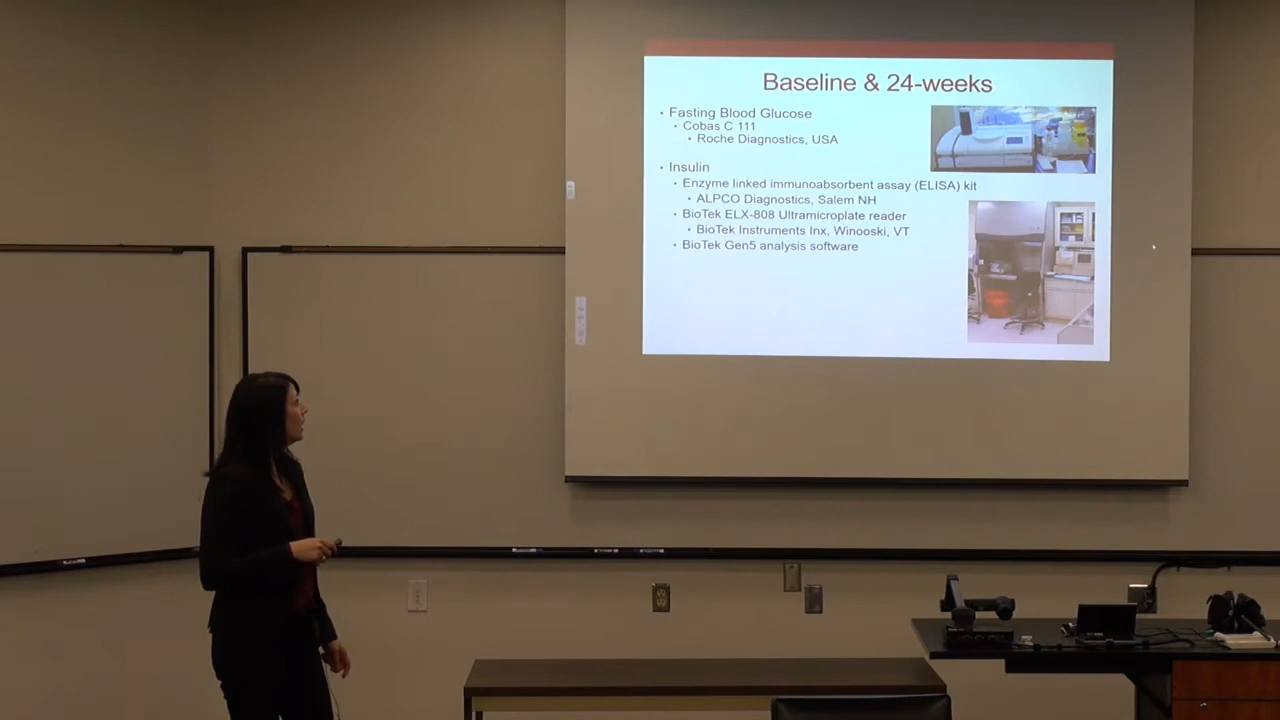 Baseline & 24-weeks
• Fasting Blood Glucose
• Cobas C 111
• Roche Diagnostics, USA
• Insulin
• Enzyme linked immunoabsorbent assay (ELISA) kit
• ALPCO Diagnostics, Salem NH
• BioTek ELX-808 Ultramicroplate reader
• BioTek Instruments Inx, Winooski, VT
• BioTek Gen5 analysis software